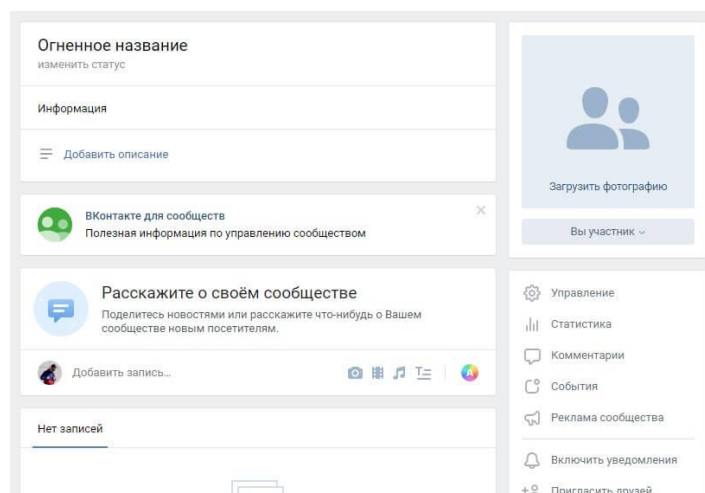 Огненное название
изменить статус
Информация
Добавить описание
ВКонтакте для сообществ
Полезная информация по управлению сообществом
Расскажите о своём сообществе
Поделитесь новостями или расскажите что-нибудь о Вашем
сообществе новым посетителям.
Добавить запись...
Нет записей
Загрузить фотографию
Вы участник
Управление
Статистика
Комментарии
События
Реклама сообщества
Включить уведомления
Пригласить друзей